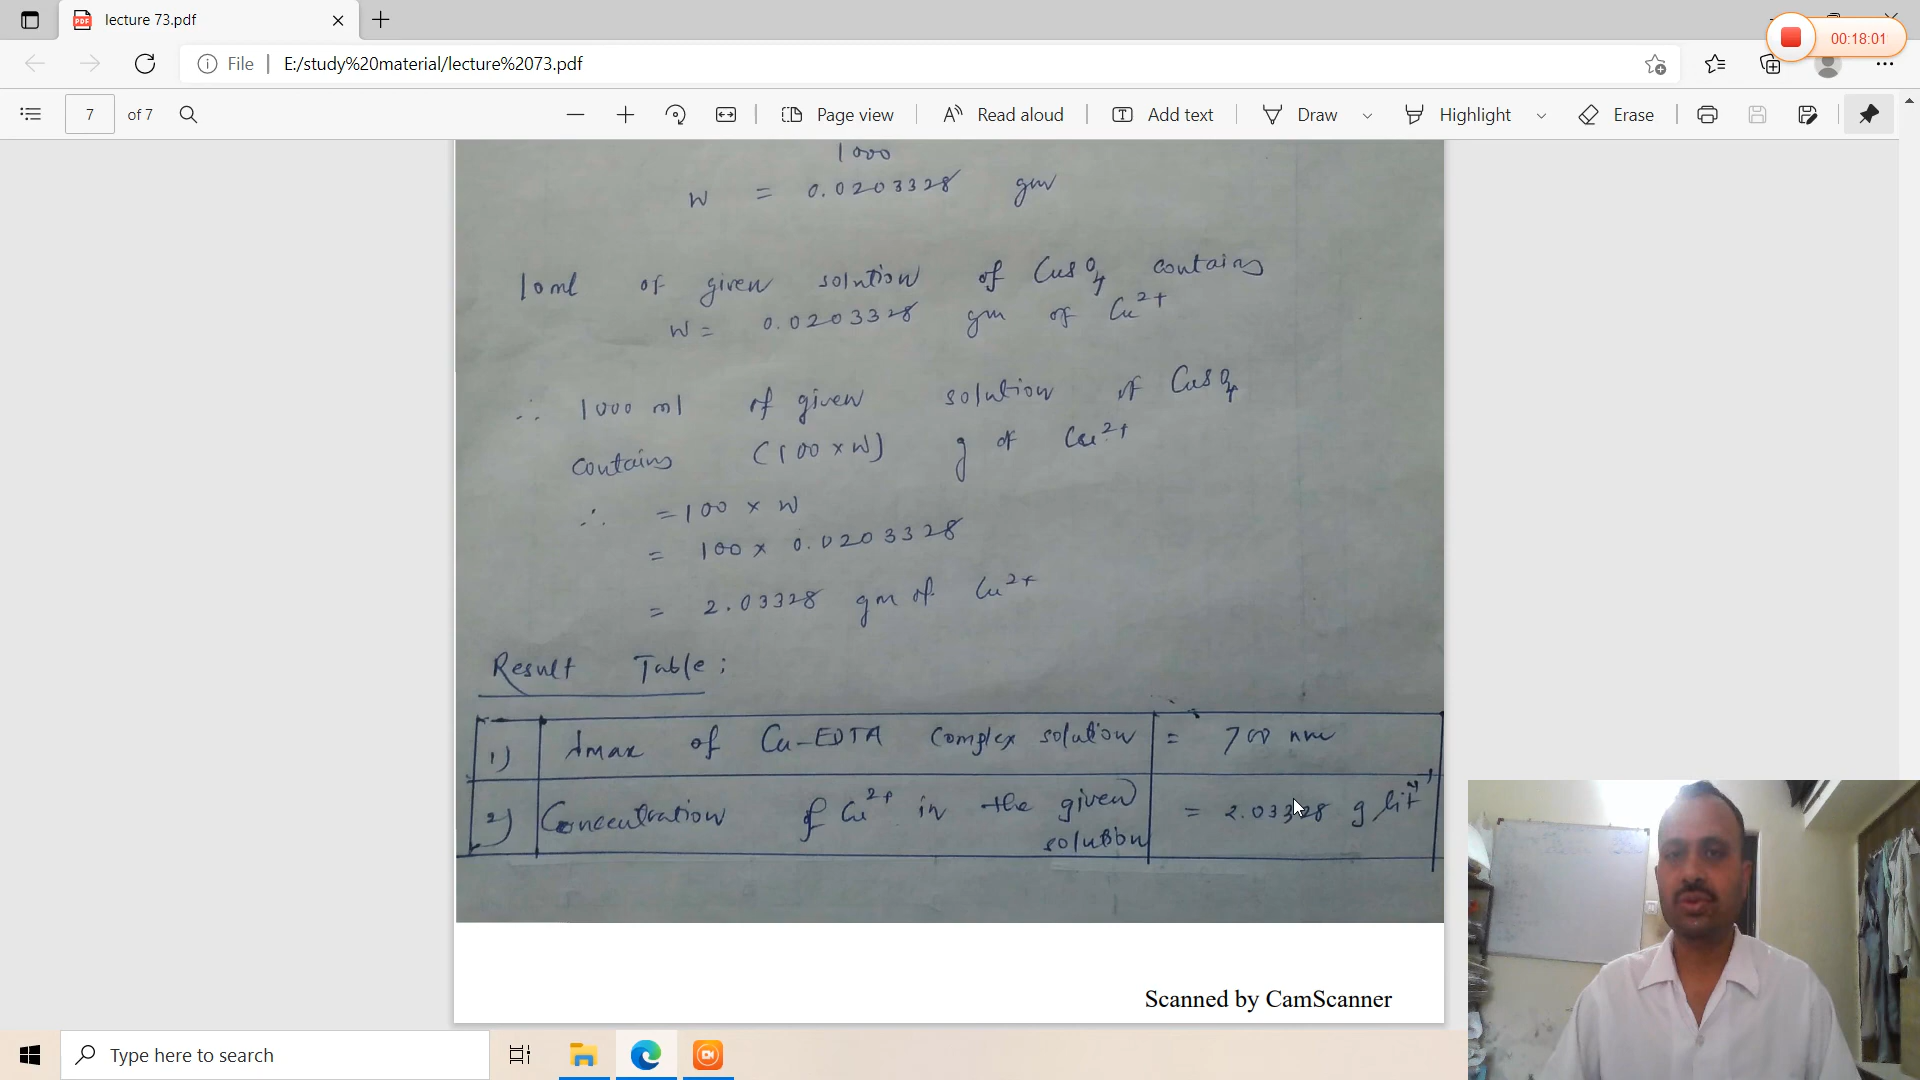 lecture 73.pdf
00:18:01
File
E:/study%20material/lecture%2073.pdf
7 of 7
Page view
Read aloud
Add text
Draw
Highlight
Erase
1000
W = 0.0203328 gm
10ml of given solution of CuSO4 contains
W = 0.0203328 gm of Cu2+
∴ 1000 ml of given solution of CuSO4
contains (100 x W) g of Cu2+
∴ = 100 x W
= 100 x 0.0203328
= 2.03328 gm of Cu2+
Result Table :
1) λmax of Cu-EDTA Complex solution = 700 nm
2) Concentration of Cu2+ in the given = 2.03328 g lit-1
solution
Scanned by CamScanner
Type here to search